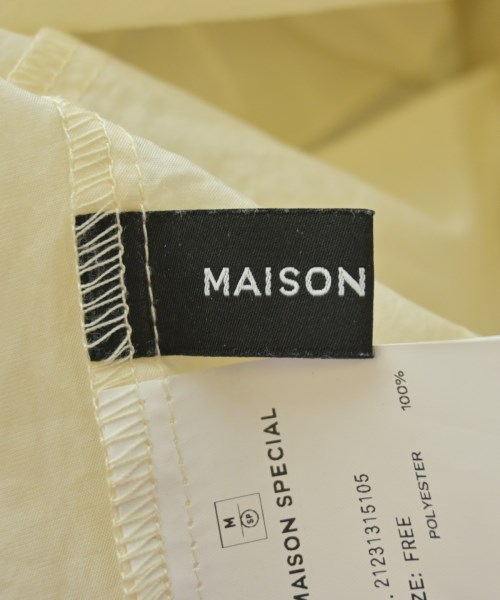 MAISON
M
SP
MAISON SPECIAL
. 21231315105
ZE: FREE
POLYESTER 100%